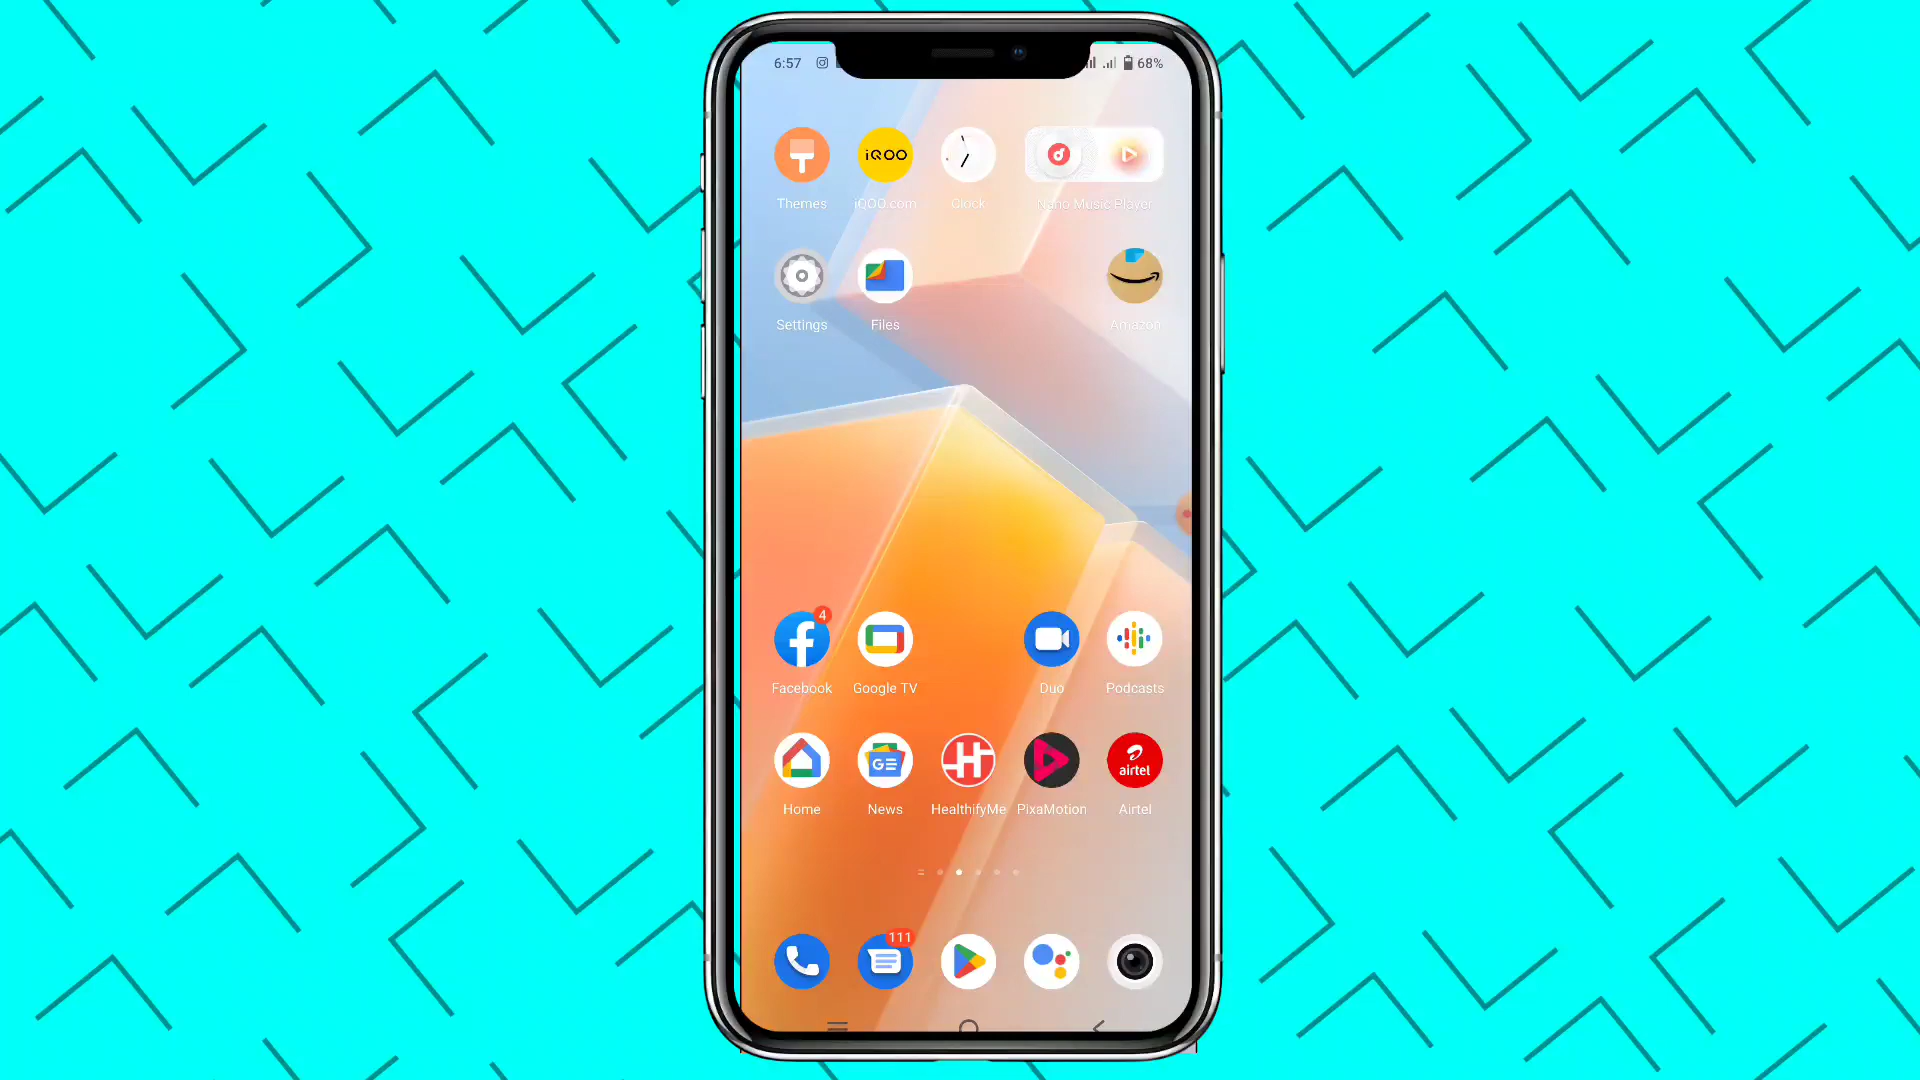 6:57 68%
iQOO
Themes iQOO.com Clock Nano Music Player
Settings Files Amazon
4
Facebook Google TV Duo Podcasts
GE airtel
Home News HealthifyMe PixaMotion Airtel
111